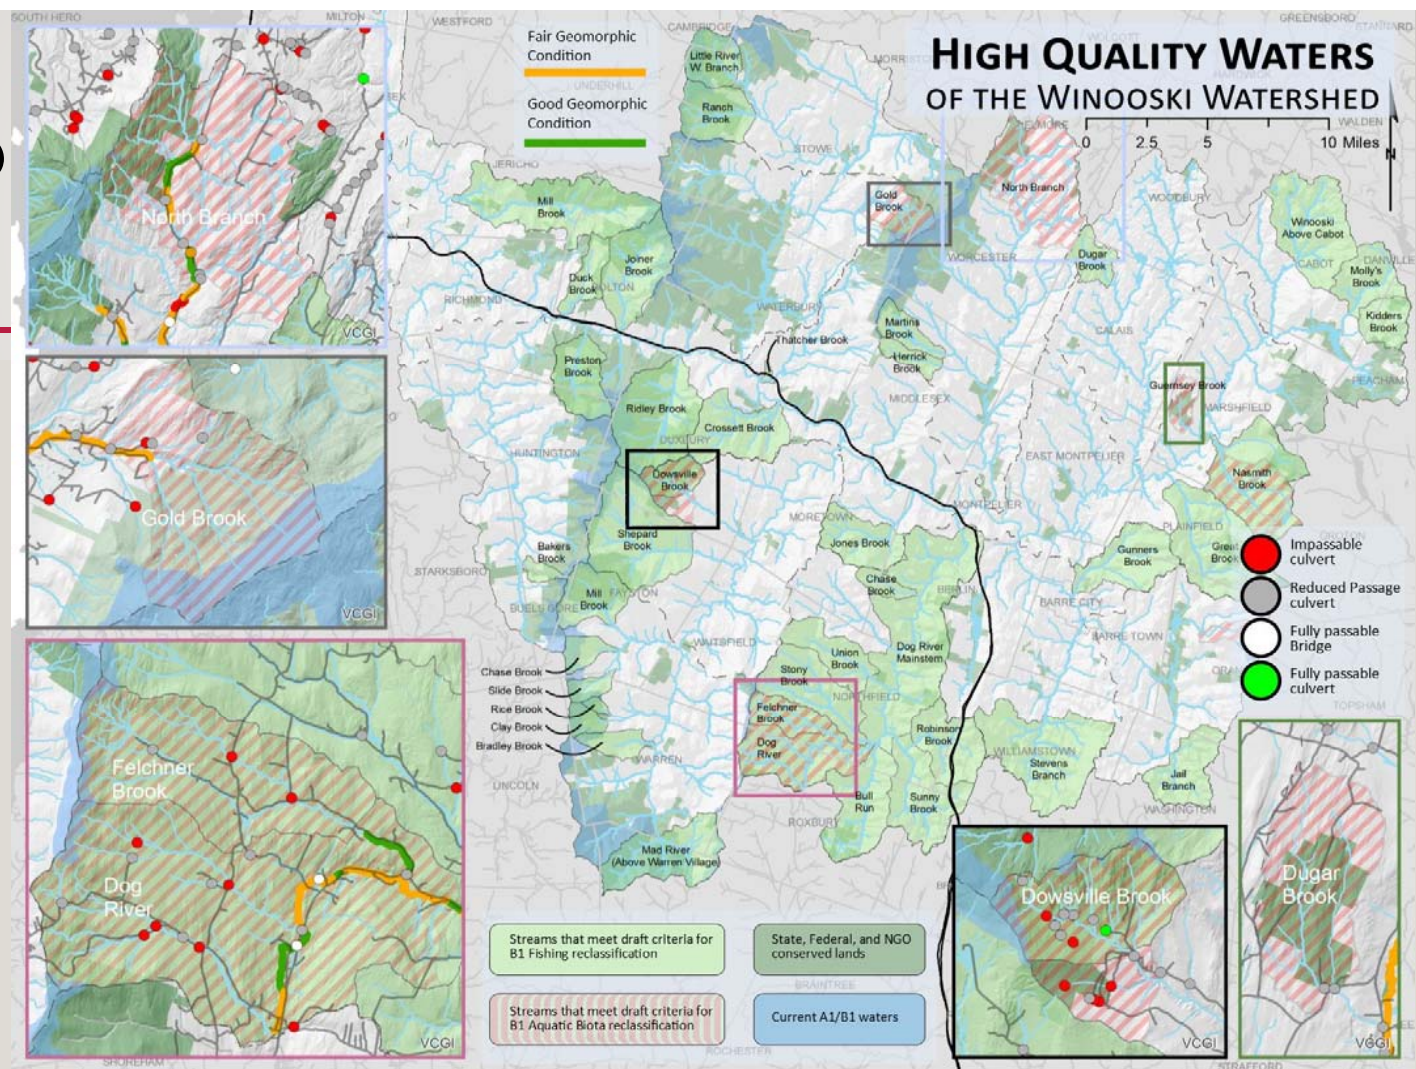 HIGH QUALITY WATERS
OF THE WINOOSKI WATERSHED
0 2.5 5 10 Miles
N
Fair Geomorphic
Condition
Good Geomorphic
Condition
SOUTH HERO
MILTON
WESTFORD
CAMBRIDGE
GREENSBORO
UNDERHILL
WALDEN
Little River
W. Branch
Ranch
Brook
STOWE
JERICHO
ELMORE
North Branch
VCGI
Mill
Brook
Gold
Brook
North Branch
WOODBURY
Winooski
Above Cabot
CABOT
DANVILLE
WORCESTER
Dugar
Brook
Molly's
Brook
Joiner
Brook
Duck
Brook
BOLTON
RICHMOND
WATERBURY
Kidders
Brook
Martins
Brook
CALAIS
Thatcher Brook
Herrick
Brook
Preston
Brook
PEACHAM
Guernsey Brook
MIDDLESEX
MARSHFIELD
Ridley Brook
Crossett Brook
DUXBURY
HUNTINGTON
EAST MONTPELIER
Dowsville
Brook
Nasmith
Brook
MONTPELIER
MORETOWN
PLAINFIELD
Gold Brook
VCGI
Shepard
Brook
Jones Brook
Bakers
Brook
Gunners
Brook
Great
Brook
STARKSBORO
Chase
Brook
BERLIN
Mill
Brook
FAYSTON
BUELS GORE
BARRE CITY
BARRE TOWN
WAITSFIELD
Impassable
culvert
Reduced Passage
culvert
Fully passable
Bridge
Fully passable
culvert
Union
Brook
Dog River
Mainstem
Stony
Brook
NORTHFIELD
Chase Brook
Slide Brook
Rice Brook
Clay Brook
Bradley Brook
Felchner
Brook
Dog
River
TOPSHAM
Robinson
Brook
WARREN
WILLIAMSTOWN
Stevens
Branch
Jail
Branch
WASHINGTON
LINCOLN
Bull
Run
Sunny
Brook
ROXBURY
Mad River
(Above Warren Village)
Felchner
Brook
Dog
River
VCGI
SHOREHAM
Dowsville Brook
VCGI
Dugar
Brook
VCGI
Streams that meet draft criteria for
B1 Fishing reclassification
State, Federal, and NGO
conserved lands
BRAINTREE
Streams that meet draft criteria for
B1 Aquatic Biota reclassification
Current A1/B1 waters
ROCHESTER
STRAFFORD